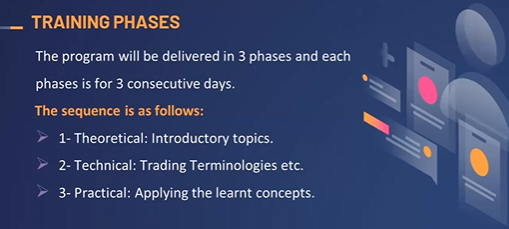 TRAINING PHASES
The program will be delivered in 3 phases and each
phases is for 3 consecutive days.
The sequence is as follows:
1- Theoretical: Introductory topics.
2- Technical: Trading Terminologies etc.
3- Practical: Applying the learnt concepts.